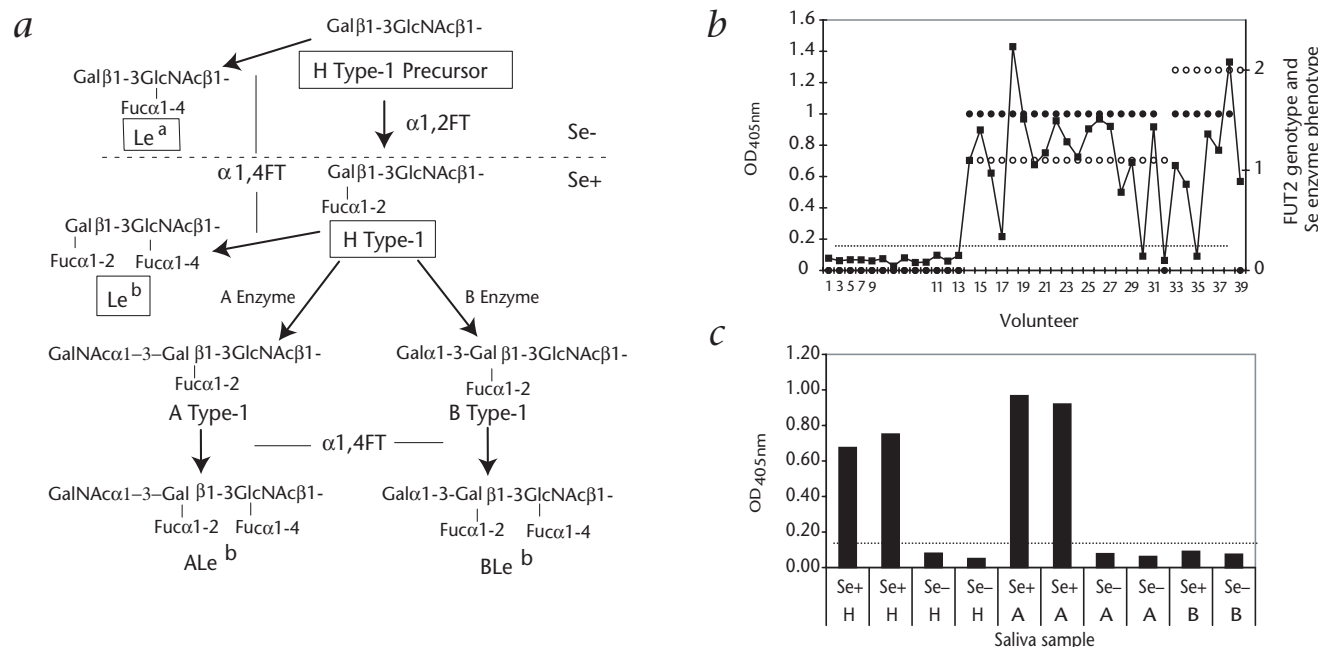 a
Galβ1-3GlcNAcβ1-
H Type-1 Precursor
Galβ1-3GlcNAcβ1-
Fucα1-4
Le a
α1,2FT
Se-
α1,4FT
Se+
Galβ1-3GlcNAcβ1-
Fucα1-2
H Type-1
Galβ1-3GlcNAcβ1-
Fucα1-2 Fucα1-4
Le b
A Enzyme
B Enzyme
GalNAcα1–3–Gal β1-3GlcNAcβ1-
Fucα1-2
A Type-1
Galα1-3-Gal β1-3GlcNAcβ1-
Fucα1-2
B Type-1
α1,4FT
GalNAcα1–3–Gal β1-3GlcNAcβ1-
Fucα1-2 Fucα1-4
ALe b
Galα1-3-Gal β1-3GlcNAcβ1-
Fucα1-2 Fucα1-4
BLe b
b
OD405nm
1.6
1.4
1.2
1
0.8
0.6
0.4
0.2
0
2
1
0
FUT2 genotype and
Se enzyme phenotype
1 3 5 7 9 11 13 15 17 19 21 23 25 27 29 31 33 35 37 39
Volunteer
c
OD405nm
1.20
1.00
0.80
0.60
0.40
0.20
0.00
Se+ Se+ Se– Se– Se+ Se+ Se– Se– Se+ Se–
H H H H A A A A B B
Saliva sample